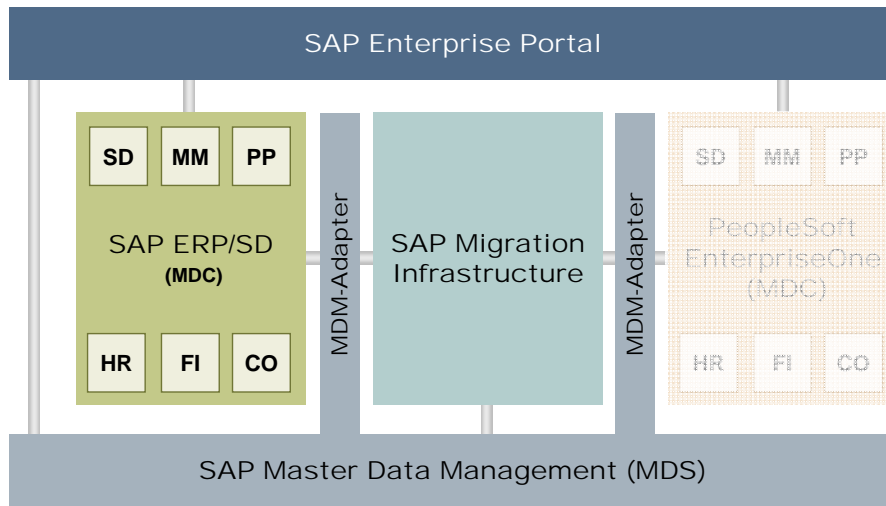 SAP Enterprise Portal
SD MM PP
SAP ERP/SD
(MDC)
HR FI CO
MDM-Adapter
SAP Migration
Infrastructure
MDM-Adapter
SD MM PP
PeopleSoft
EnterpriseOne
(MDC)
HR FI CO
SAP Master Data Management (MDS)